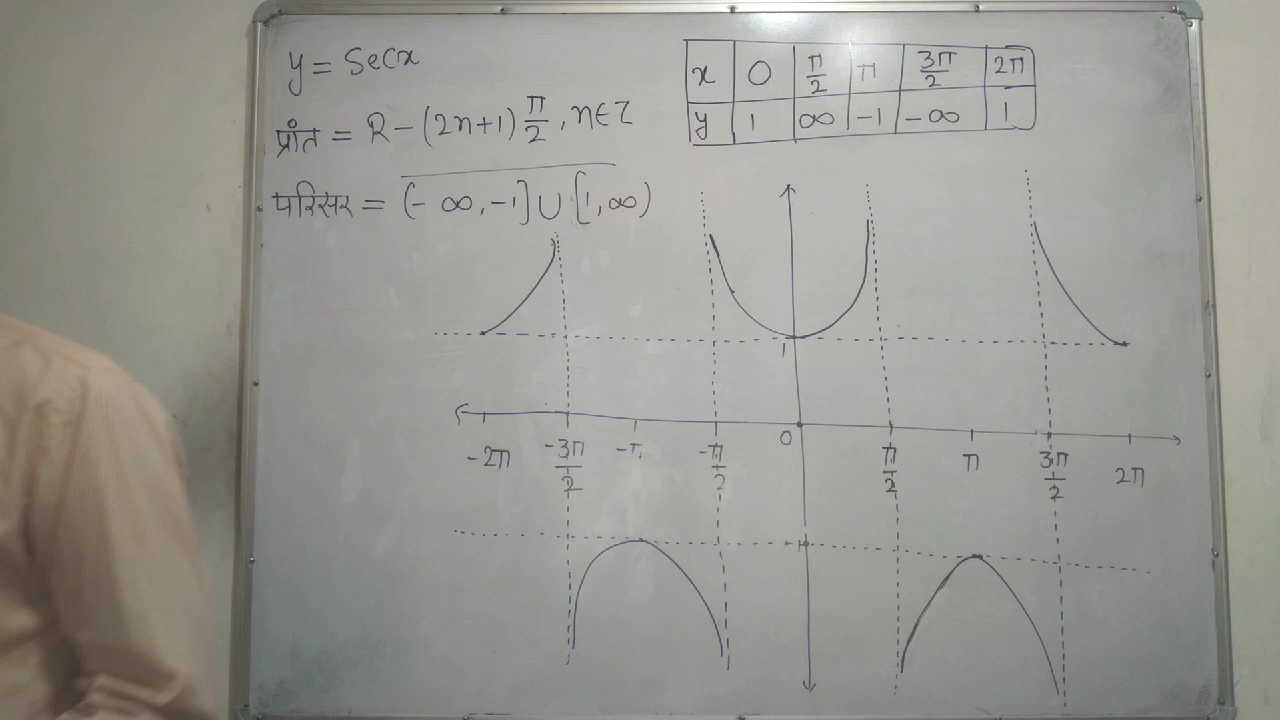 y = Secx
प्रांत = R - (2n+1) π/2, n∈Z
परिसर = (-∞,-1] ∪ [1,∞)
x 0 π/2 π 3π/2 2π
y 1 ∞ -1 -∞ 1
1
-2π -3π/2 -π -π/2 0 π/2 π 3π/2 2π
-1